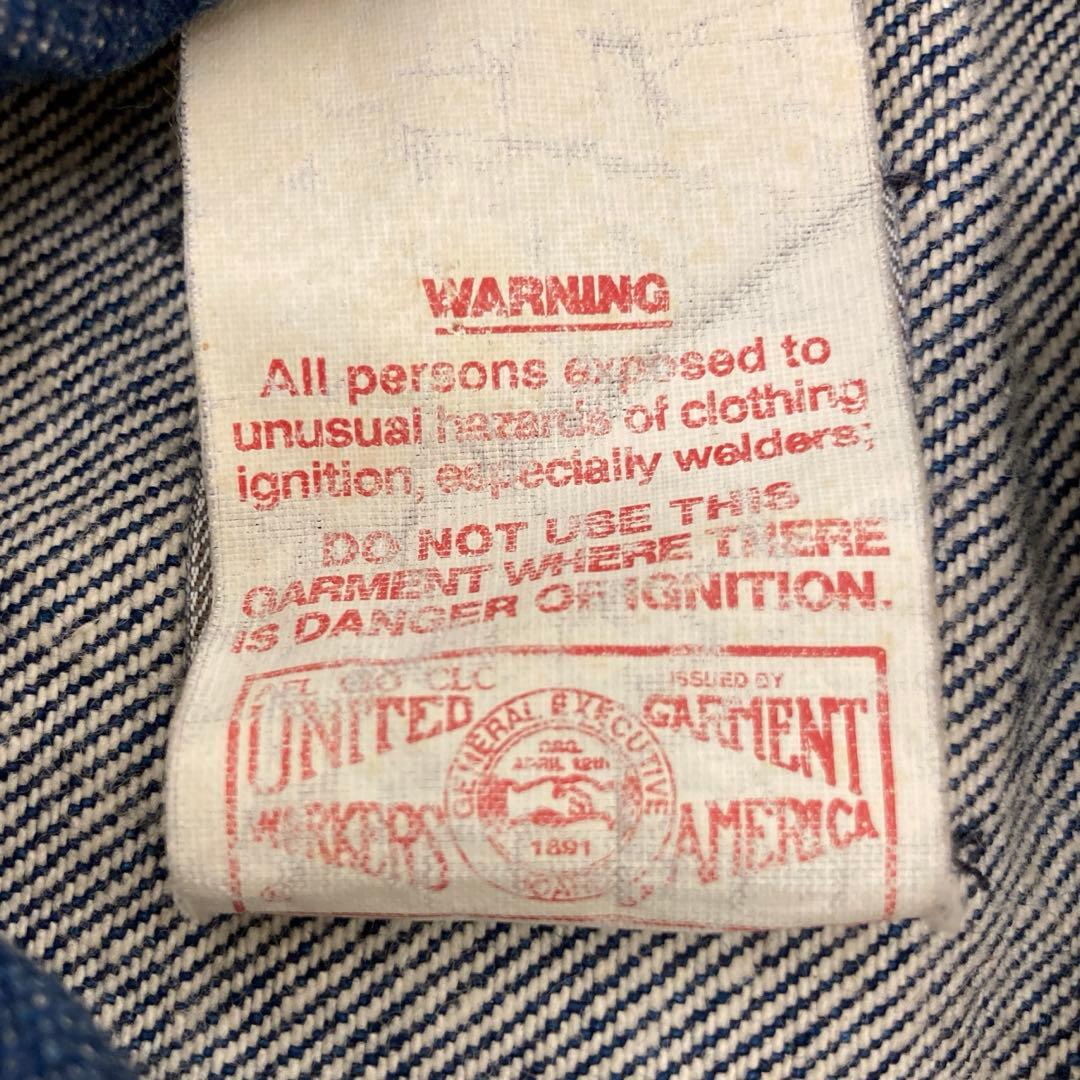 WARNING
All persons exposed to
unusual hazards of clothing
ignition, especially welders;
DO NOT USE THIS
GARMENT WHERE THERE
IS DANGER OF IGNITION.
AFL CIO CLC ISSUED BY
UNITED GARMENT
WORKERS AMERICA
GENERAL EXECUTIVE
ORG.
APRIL 12th
1891